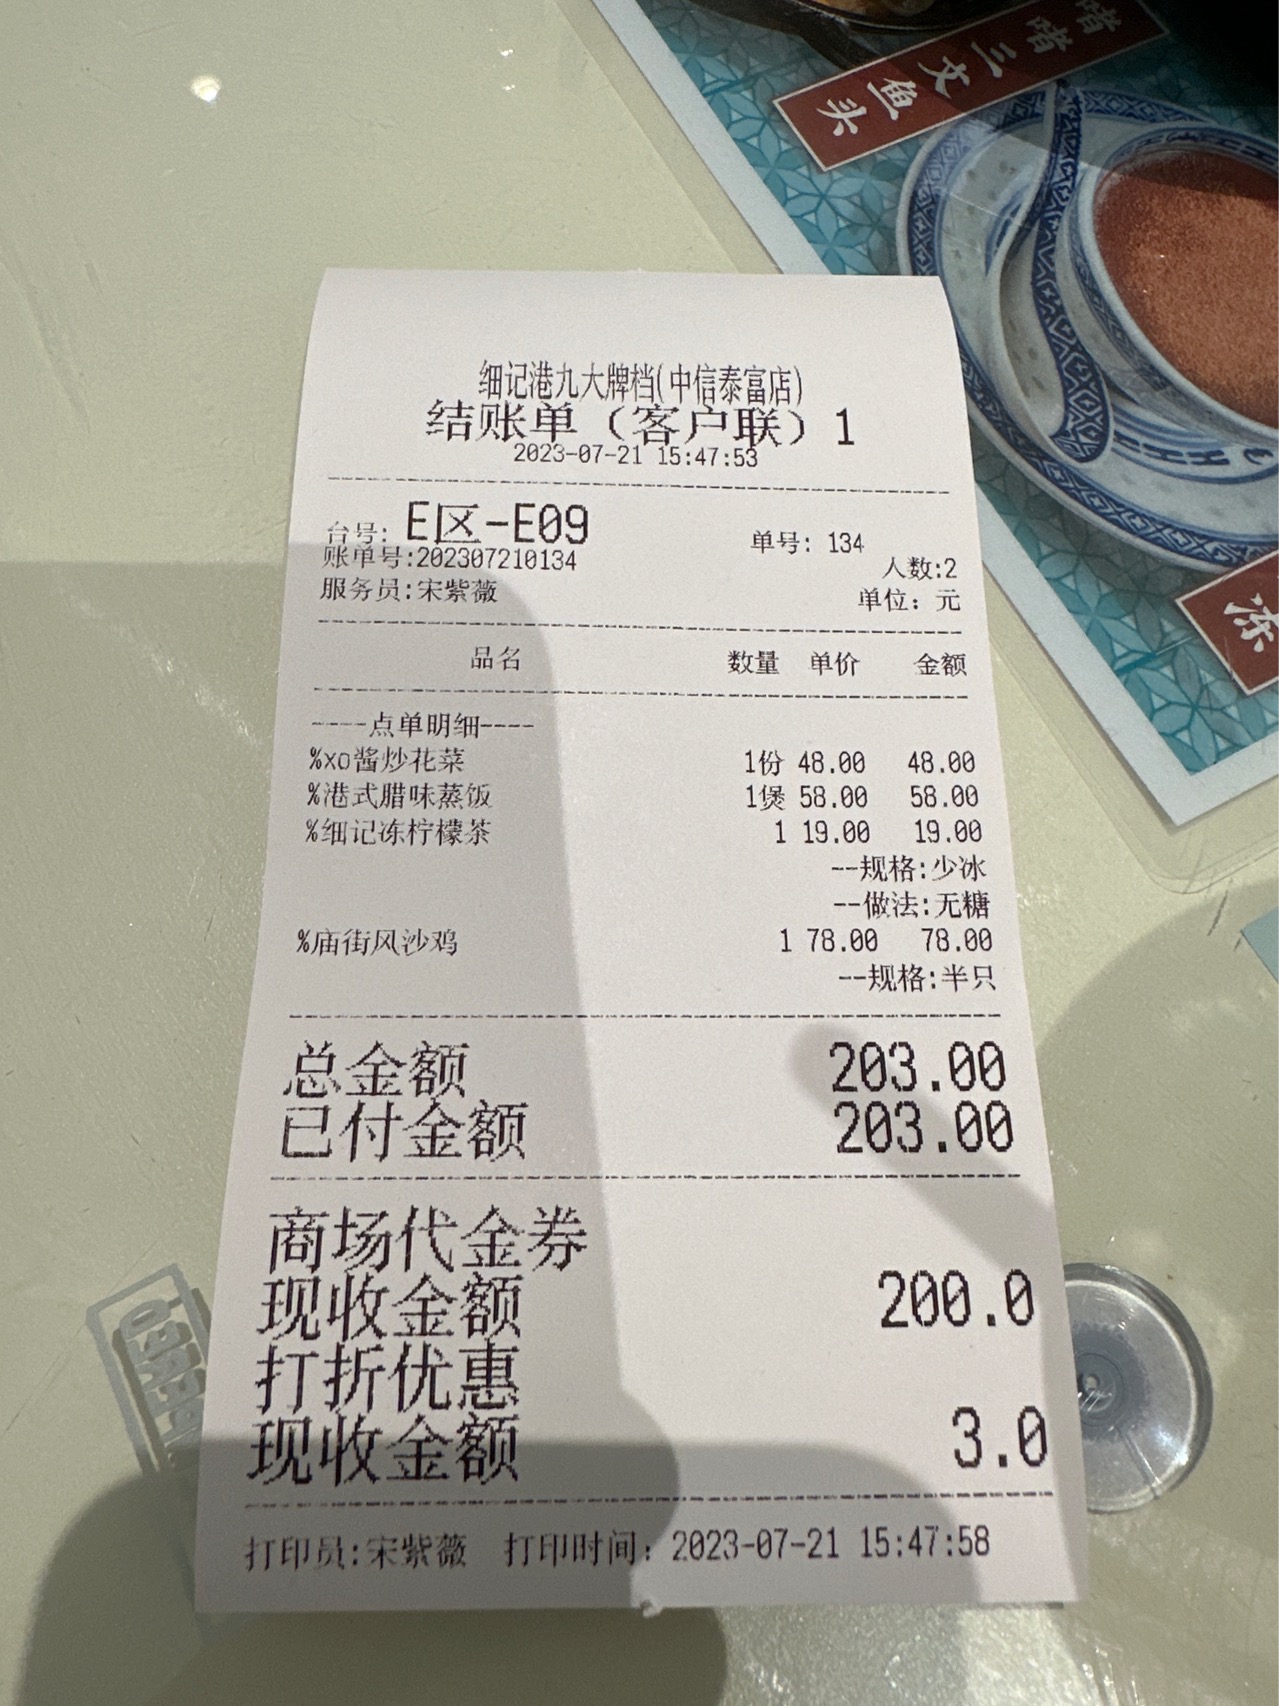 啫啫三文鱼头
冻
细记港九大牌档(中信泰富店)
结账单（客户联）1
2023-07-21 15:47:53
台号: E区-E09 单号: 134
账单号:202307210134 人数:2
服务员:宋紫薇 单位: 元
品名 数量 单价 金额
----点单明细----
%xo酱炒花菜 1份 48.00 48.00
%港式腊味蒸饭 1煲 58.00 58.00
%细记冻柠檬茶 1 19.00 19.00
--规格:少冰
--做法:无糖
%庙街风沙鸡 1 78.00 78.00
--规格:半只
总金额 203.00
已付金额 203.00
商场代金券
现收金额 200.0
打折优惠
现收金额 3.0
打印员:宋紫薇 打印时间: 2023-07-21 15:47:58